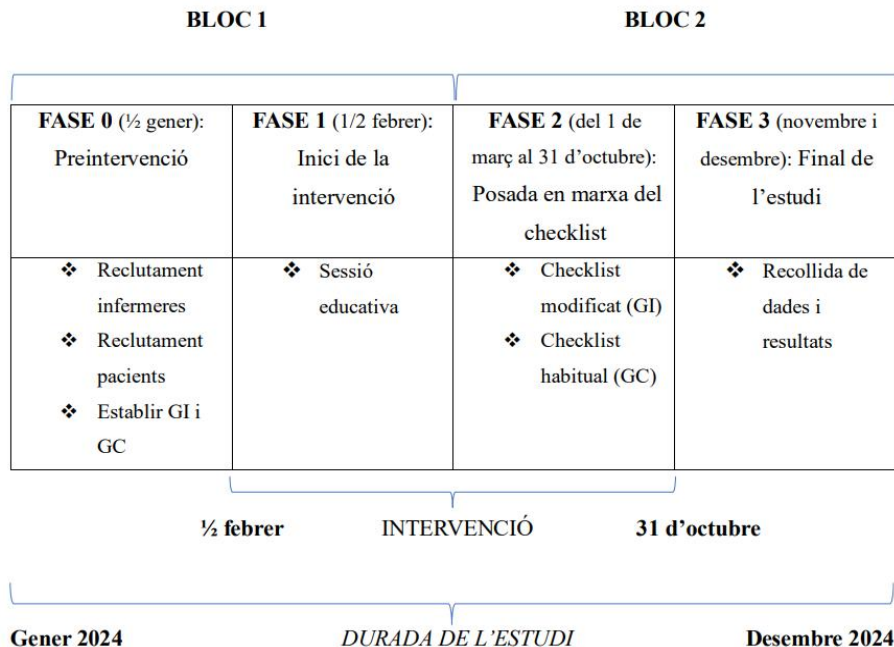 BLOC 1
BLOC 2
FASE 0 (½ gener):
Preintervenció
FASE 1 (1/2 febrer):
Inici de la
intervenció
FASE 2 (del 1 de
març al 31 d’octubre):
Posada en marxa del
checklist
FASE 3 (novembre i
desembre): Final de
l’estudi
❖ Reclutament
infermeres
❖ Reclutament
pacients
❖ Establir GI i
GC
❖ Sessió
educativa
❖ Checklist
modificat (GI)
❖ Checklist
habitual (GC)
❖ Recollida de
dades i
resultats
½ febrer
INTERVENCIÓ
31 d’octubre
Gener 2024
DURADA DE L’ESTUDI
Desembre 2024